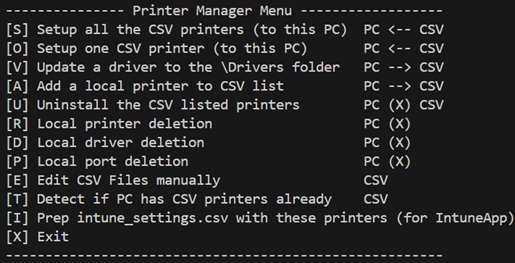 --------------- Printer Manager Menu ------------------
[S] Setup all the CSV printers (to this PC)  PC <-- CSV
[O] Setup one CSV printer (to this PC)       PC <-- CSV
[V] Update a driver to the \Drivers folder   PC --> CSV
[A] Add a local printer to CSV list          PC --> CSV
[U] Uninstall the CSV listed printers        PC (X) CSV
[R] Local printer deletion                   PC (X)
[D] Local driver deletion                    PC (X)
[P] Local port deletion                      PC (X)
[E] Edit CSV Files manually                  CSV
[T] Detect if PC has CSV printers already    CSV
[I] Prep intune_settings.csv with these printers (for IntuneApp)
[X] Exit
-------------------------------------------------------